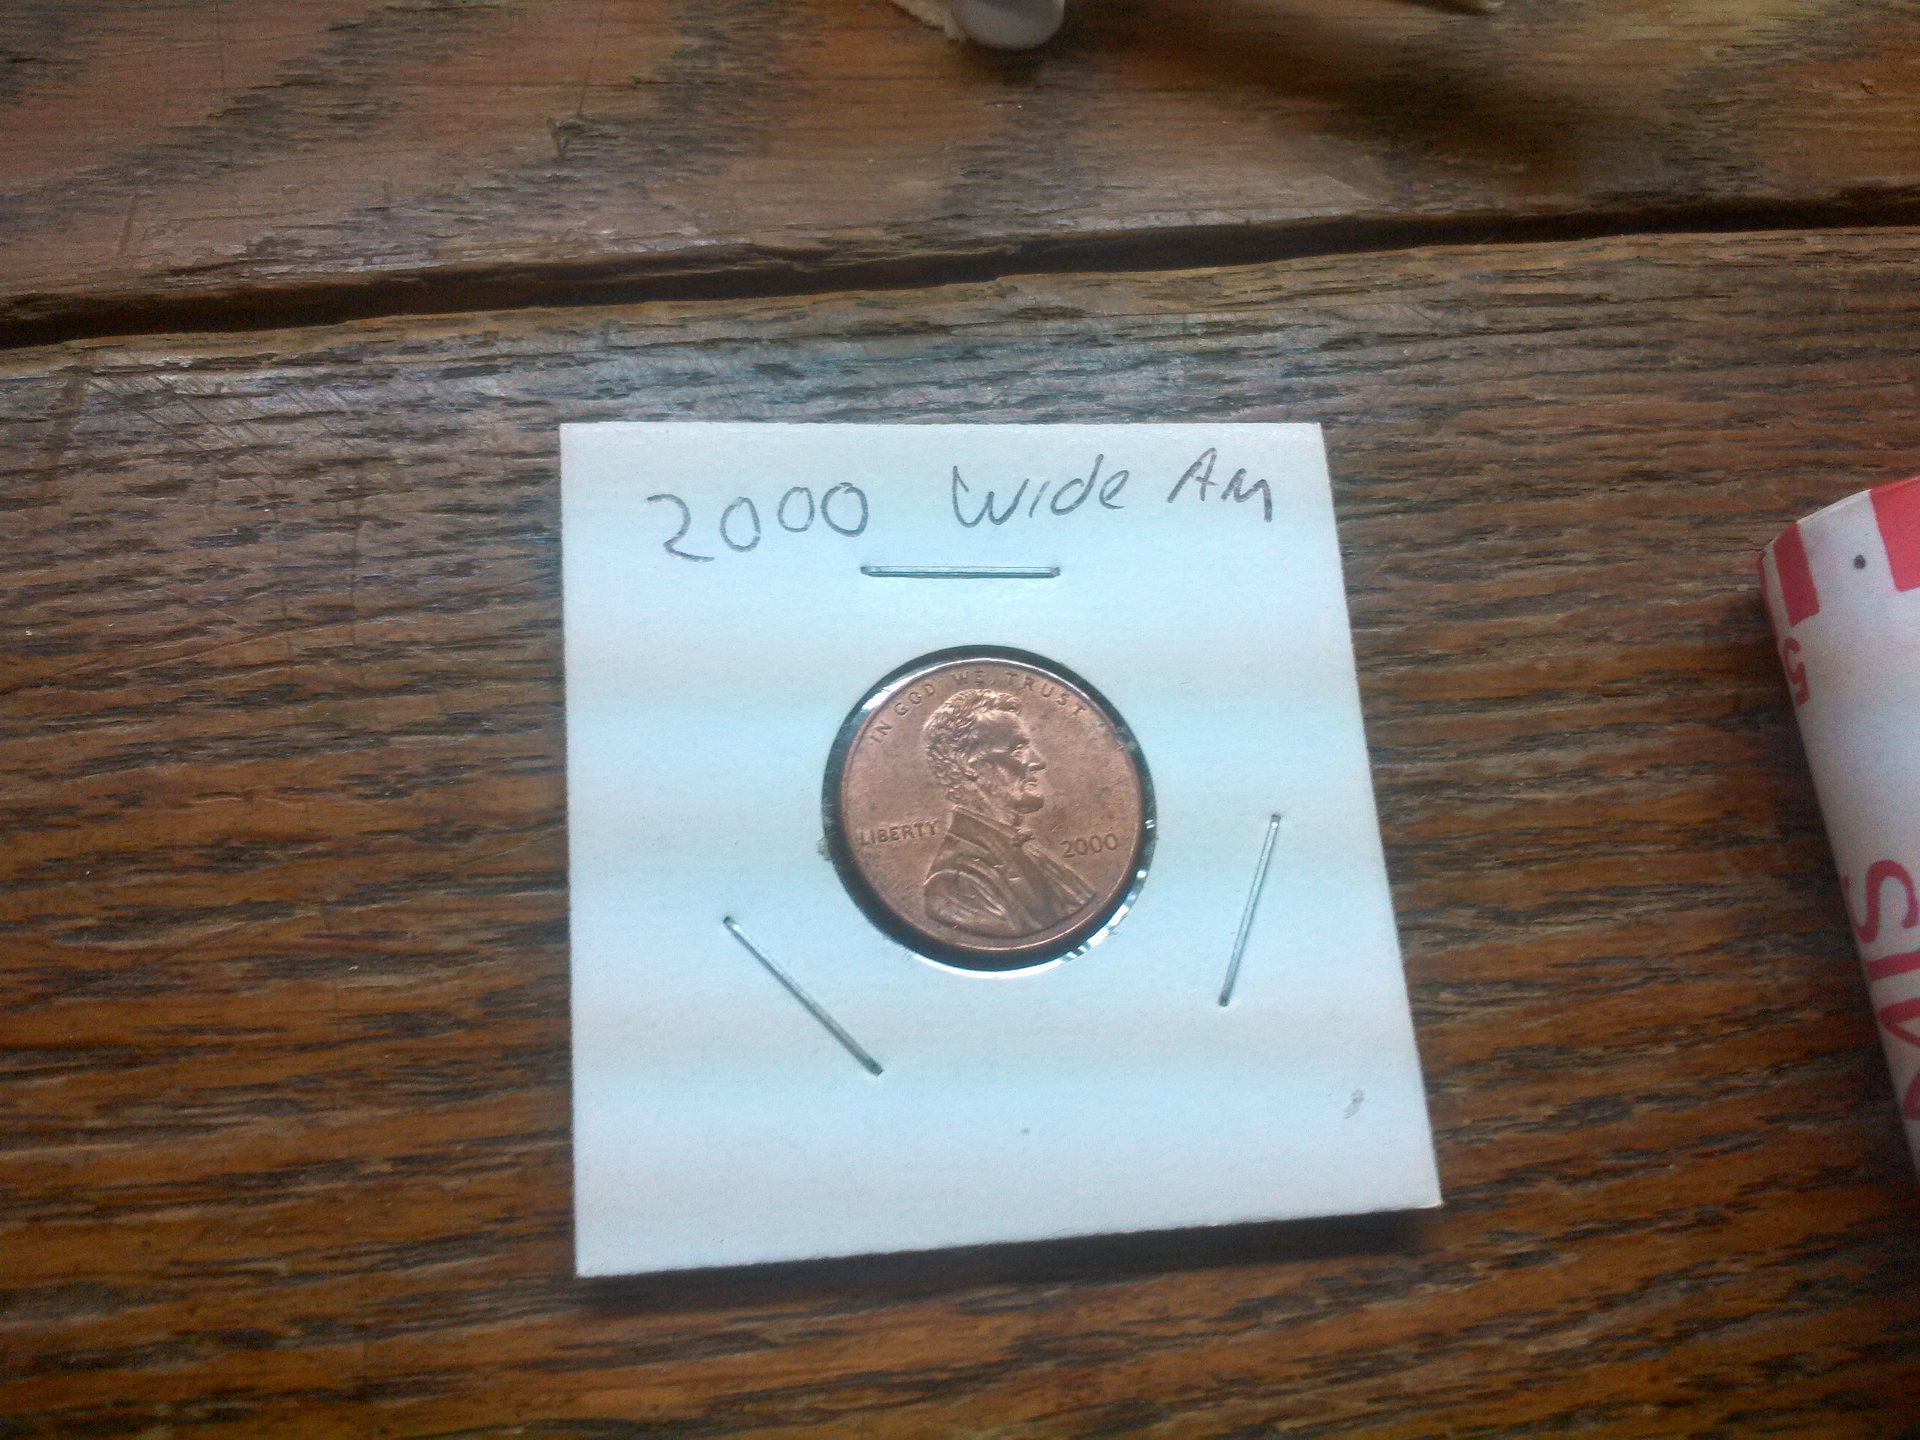 2000 Wide AM
IN GOD WE TRUST
LIBERTY 2000